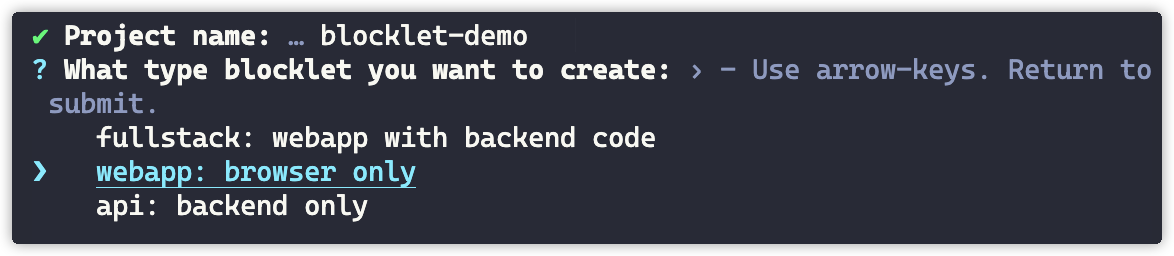 ✔ Project name: … blocklet-demo
? What type blocklet you want to create: › - Use arrow-keys. Return to
submit.
fullstack: webapp with backend code
❯ webapp: browser only
api: backend only